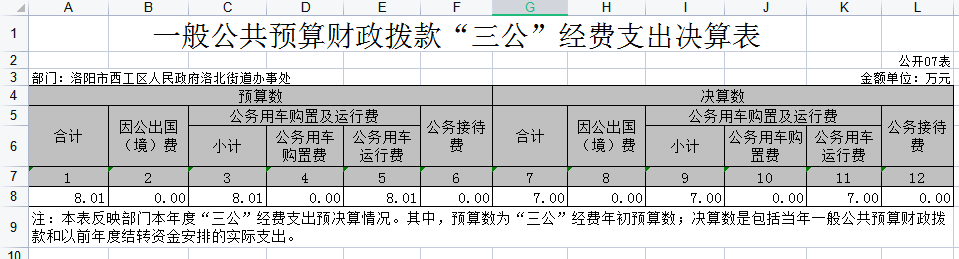 A B C D E F G H I J K L
1 一般公共预算财政拨款“三公”经费支出决算表
2 公开07表
3 部门：洛阳市西工区人民政府洛北街道办事处 金额单位：万元
4 预算数 决算数
5 合计 因公出国（境）费 公务用车购置及运行费 公务接待费 合计 因公出国（境）费 公务用车购置及运行费 公务接待费
6 小计 公务用车购置费 公务用车运行费 小计 公务用车购置费 公务用车运行费
7 1 2 3 4 5 6 7 8 9 10 11 12
8 8.01 0.00 8.01 0.00 8.01 0.00 7.00 0.00 7.00 0.00 7.00 0.00
9 注：本表反映部门本年度“三公”经费支出预决算情况。其中，预算数为“三公”经费年初预算数；决算数是包括当年一般公共预算财政拨
款和以前年度结转资金安排的实际支出。
10